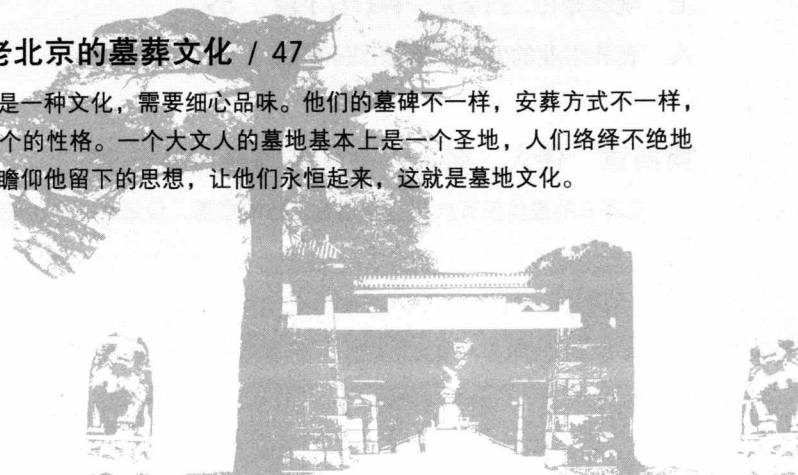 老北京的墓葬文化 / 47
是一种文化，需要细心品味。他们的墓碑不一样，安葬方式不一样，
个的性格。一个大文人的墓地基本上是一个圣地，人们络绎不绝地
瞻仰他留下的思想，让他们永恒起来，这就是墓地文化。